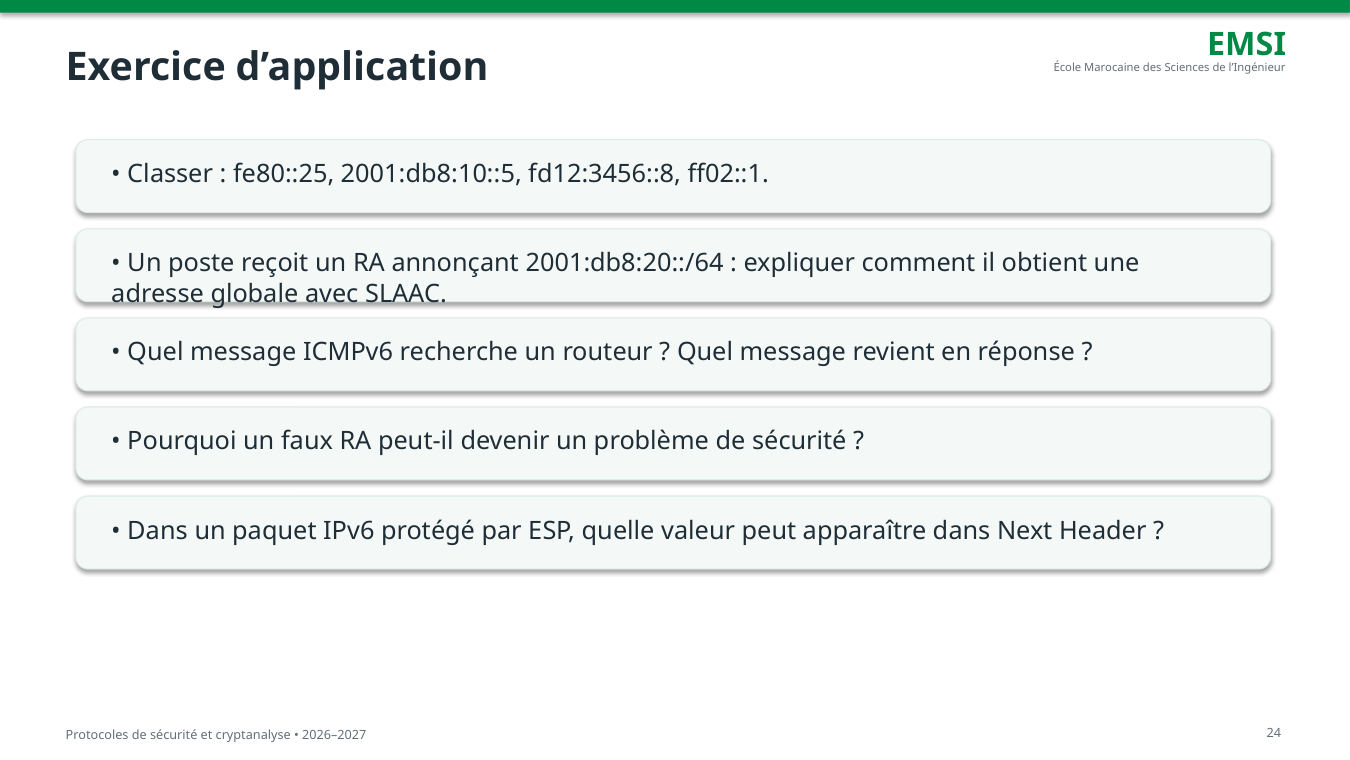 EMSI
École Marocaine des Sciences de l’Ingénieur
Exercice d’application
• Classer : fe80::25, 2001:db8:10::5, fd12:3456::8, ff02::1.
• Un poste reçoit un RA annonçant 2001:db8:20::/64 : expliquer comment il obtient une
adresse globale avec SLAAC.
• Quel message ICMPv6 recherche un routeur ? Quel message revient en réponse ?
• Pourquoi un faux RA peut-il devenir un problème de sécurité ?
• Dans un paquet IPv6 protégé par ESP, quelle valeur peut apparaître dans Next Header ?
Protocoles de sécurité et cryptanalyse • 2026–2027
24